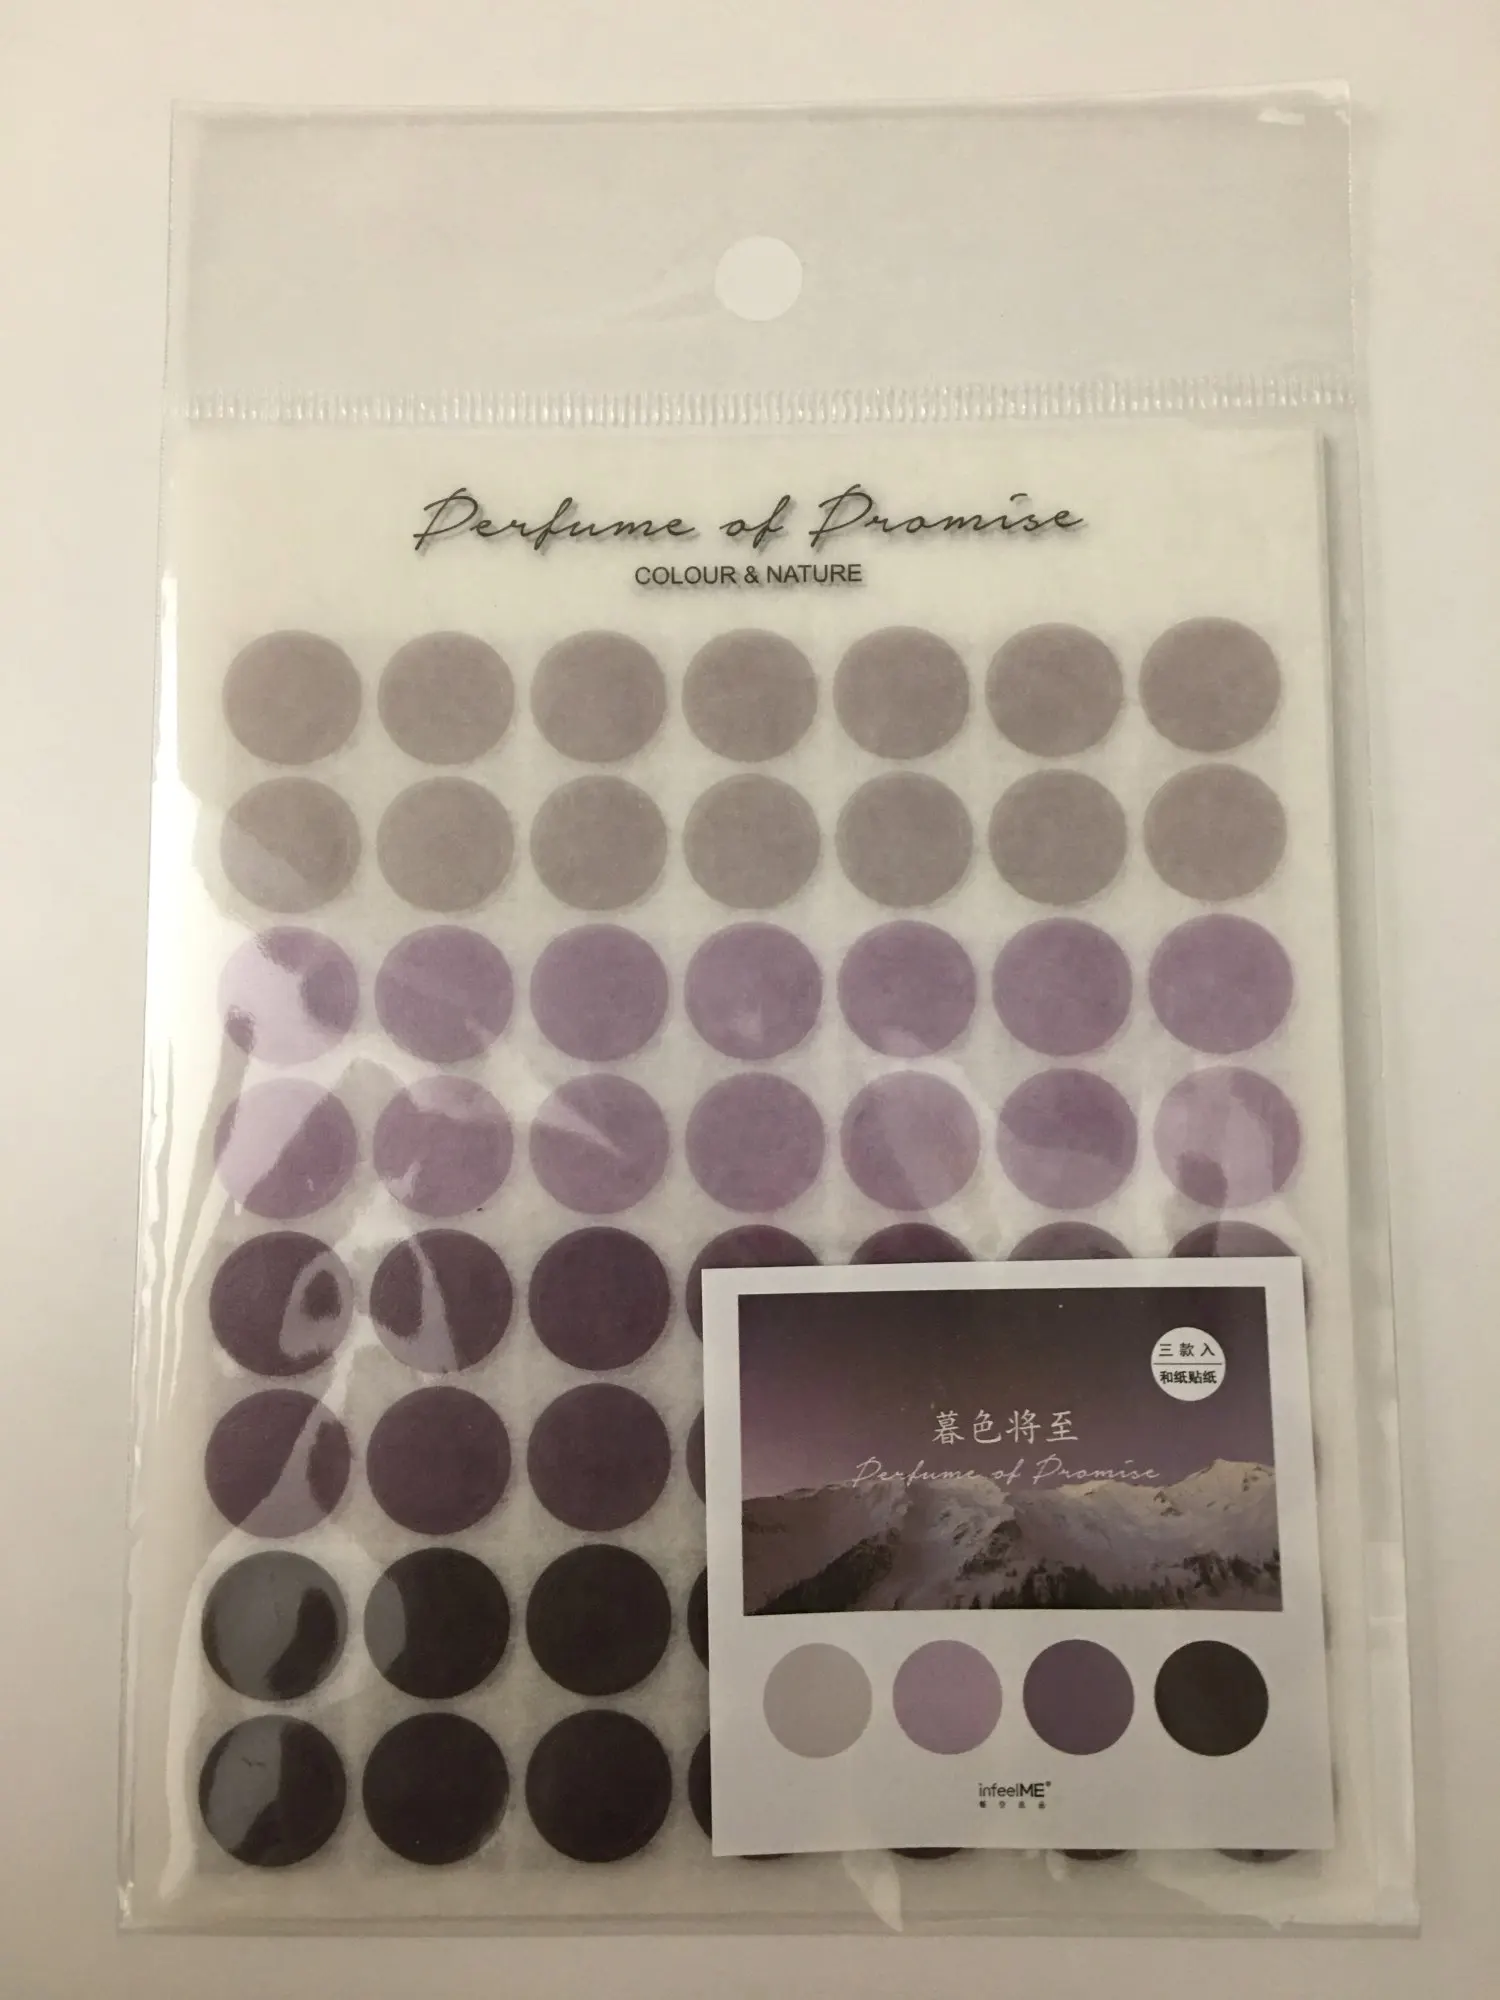 Perfume of Promise
COLOUR & NATURE
三款入
和纸贴纸
暮色将至
Perfume of Promise
infeelME®